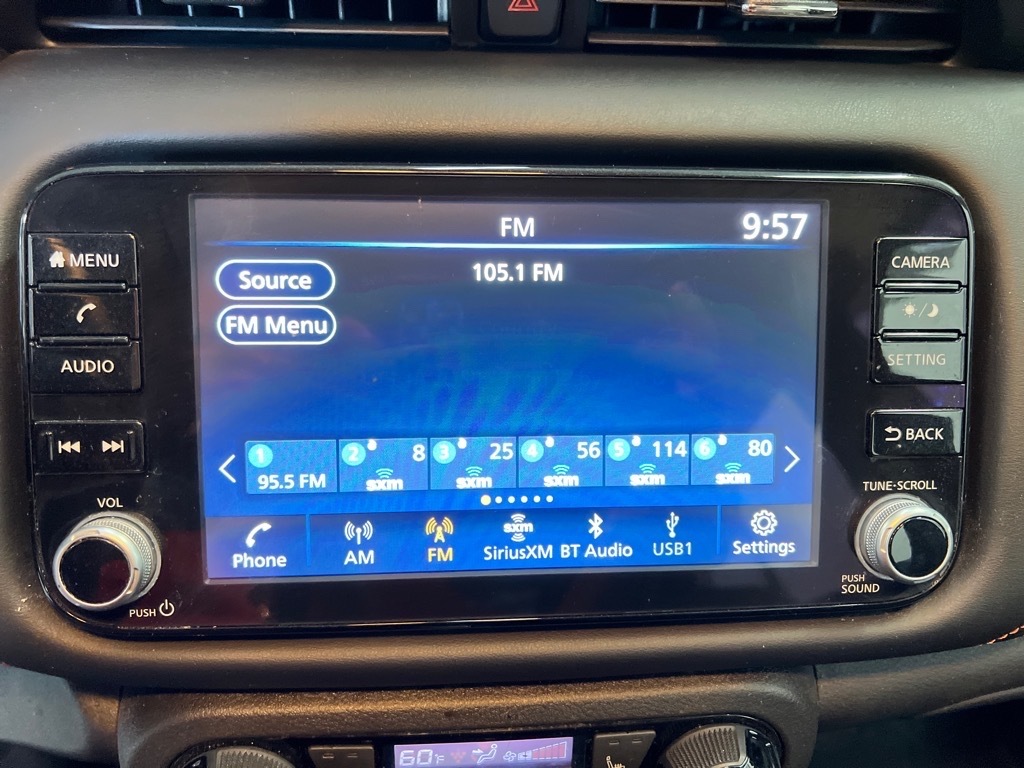 FM 9:57
MENU
Source
105.1 FM
CAMERA
FM Menu
AUDIO
SETTING
1
95.5 FM
2 8
sxm
3 25
sxm
4 56
sxm
5 114
sxm
6 80
sxm
BACK
VOL
TUNE·SCROLL
Phone
AM
FM
sxm
SiriusXM
BT Audio
USB1
Settings
PUSH
PUSH
SOUND
60°F